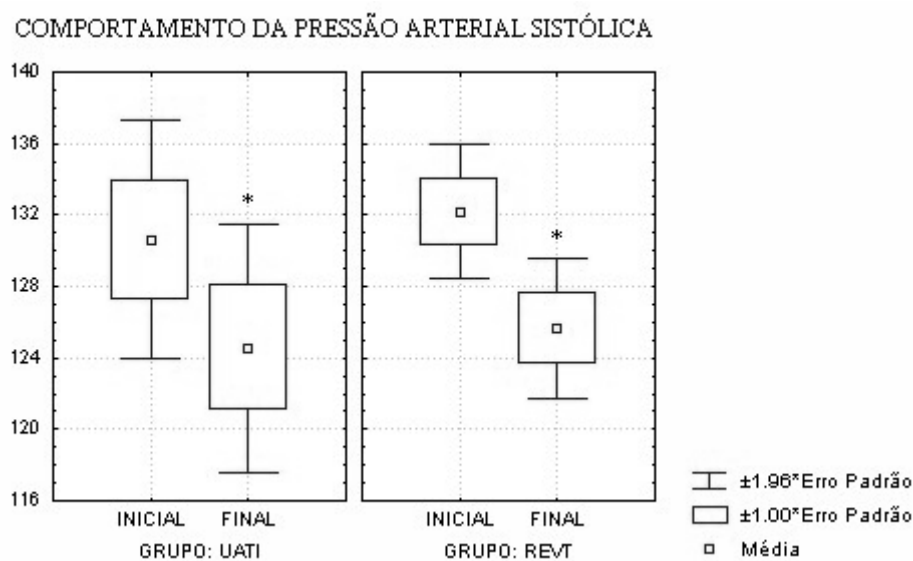 COMPORTAMENTO DA PRESSÃO ARTERIAL SISTÓLICA
140
136
132
128
124
120
116
*
*
INICIAL FINAL
GRUPO: UATI
INICIAL FINAL
GRUPO: REVT
±1.96*Erro Padrão
±1.00*Erro Padrão
Média